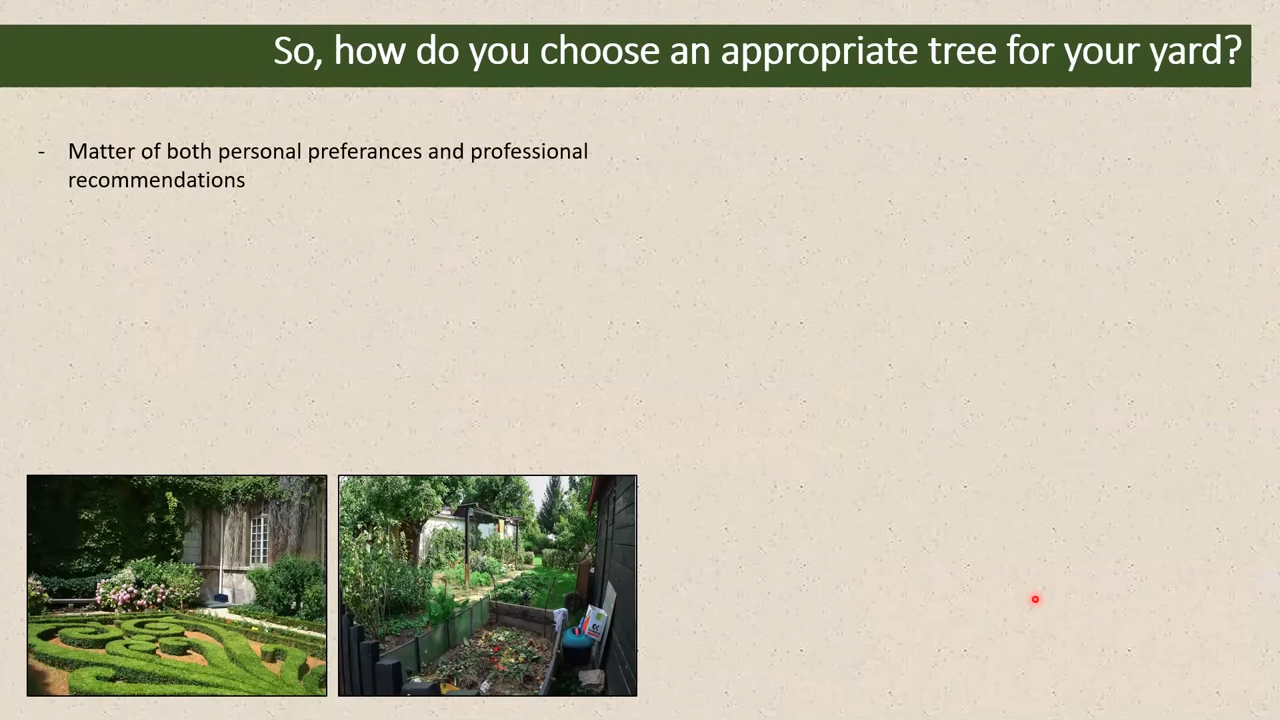 So, how do you choose an appropriate tree for your yard?
- Matter of both personal preferances and professional
recommendations